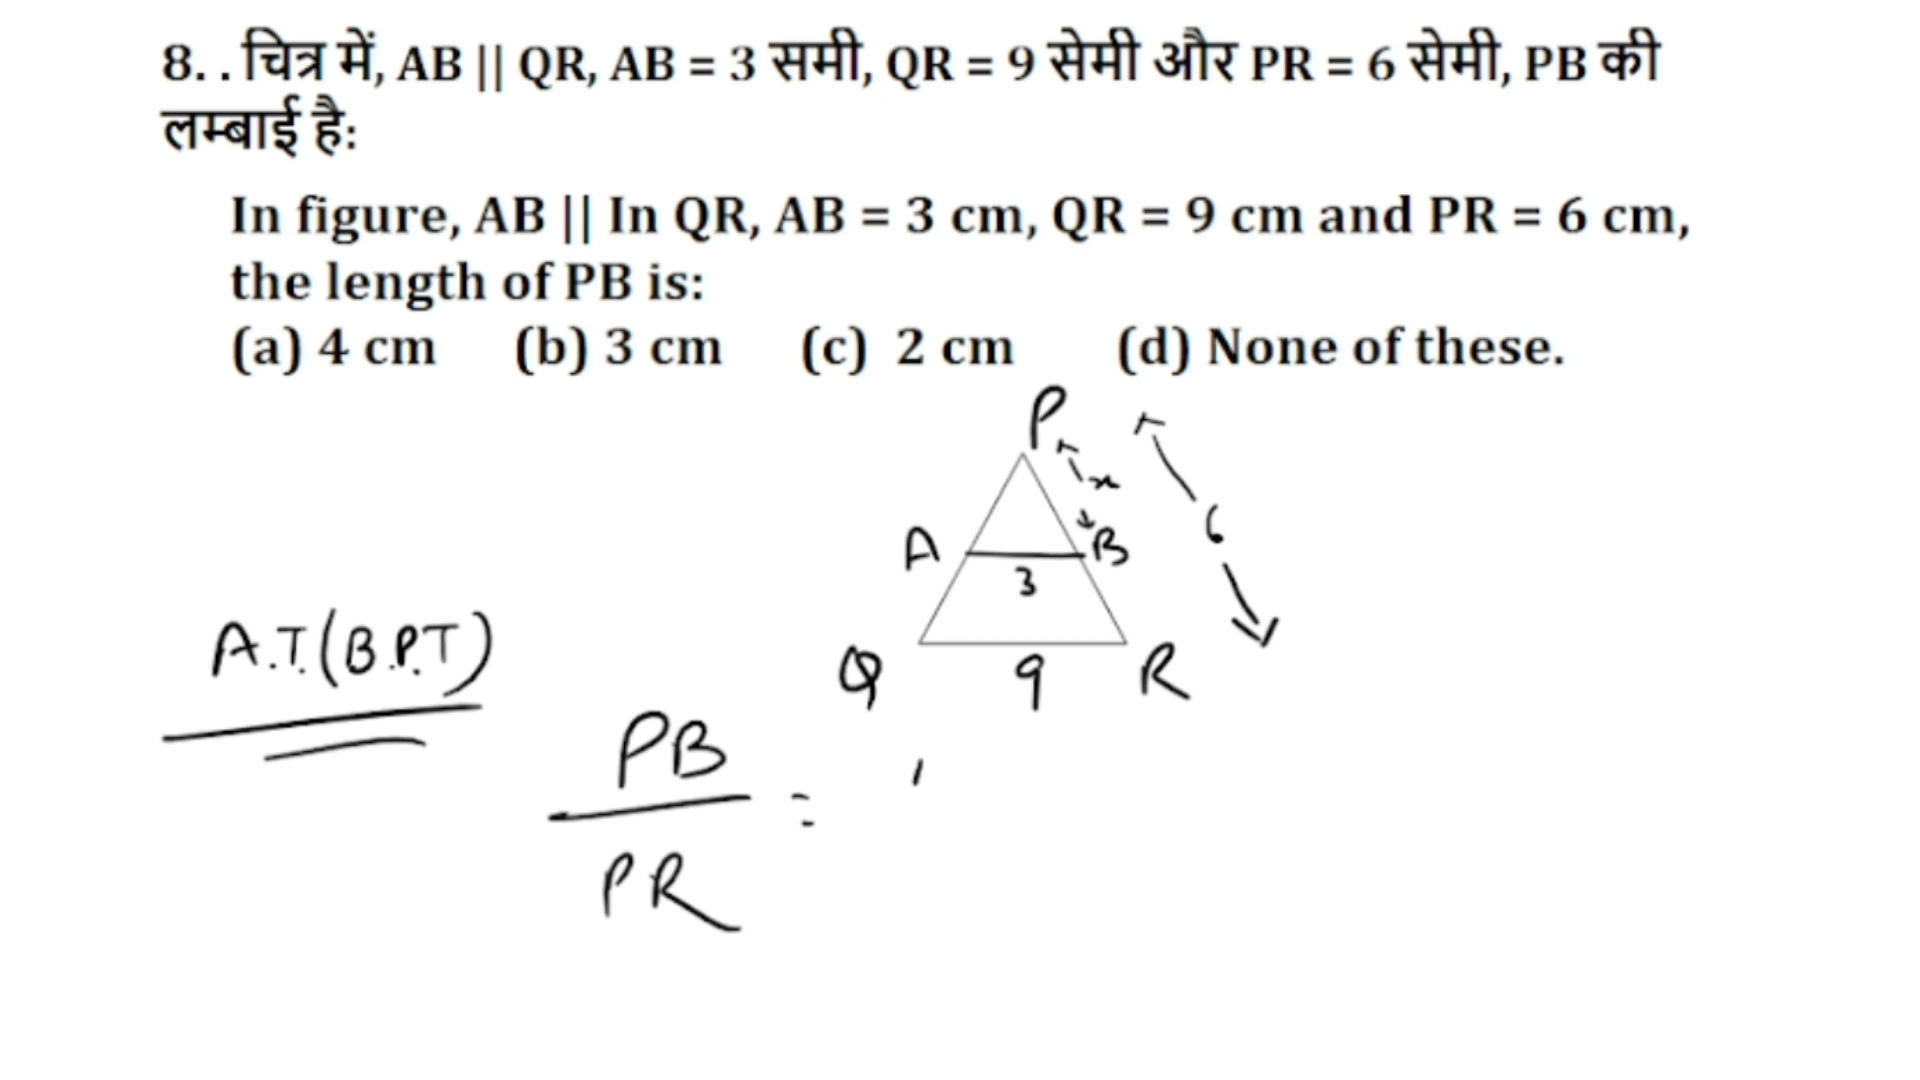 8. . चित्र में, AB || QR, AB = 3 समी, QR = 9 सेमी और PR = 6 सेमी, PB की
लम्बाई है:
In figure, AB || In QR, AB = 3 cm, QR = 9 cm and PR = 6 cm,
the length of PB is:
(a) 4 cm (b) 3 cm (c) 2 cm (d) None of these.
P
x
6
A B
3
Q 9 R
A.T.(B.P.T)
PB
=
PR